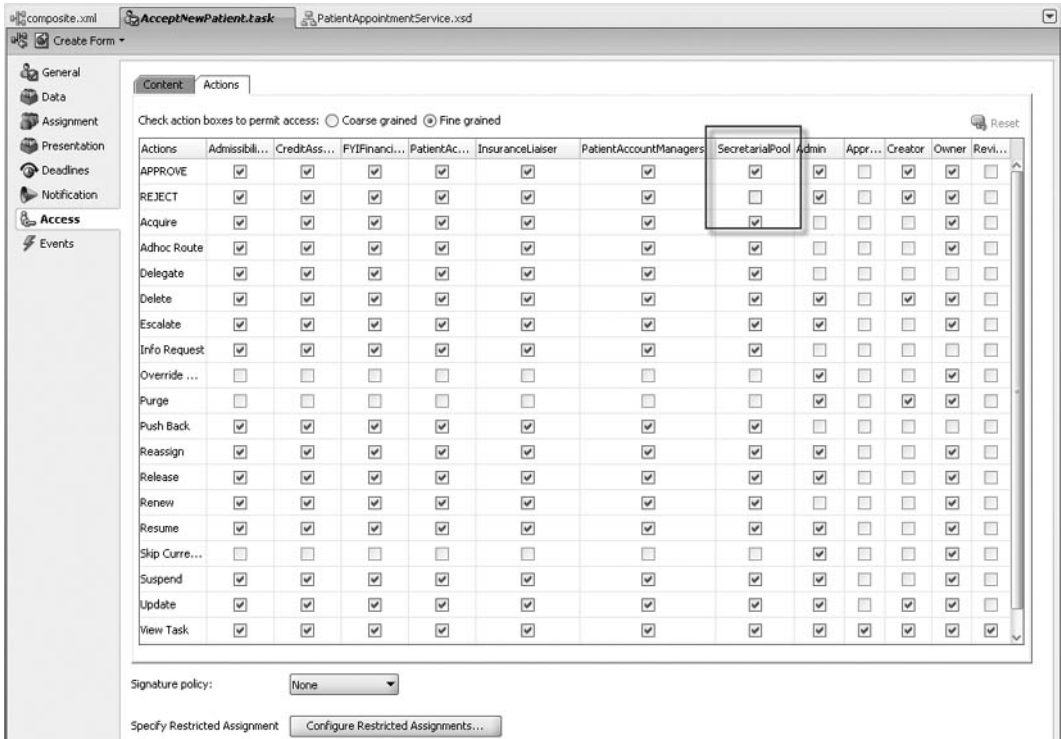 composite.xml AcceptNewPatient.task PatientAppointmentService.xsd
Create Form
General
Data
Assignment
Presentation
Deadlines
Notification
Access
Events
Content Actions
Check action boxes to permit access: Coarse grained Fine grained Reset
Actions Admissibili... CreditAss... FYIFinanci... PatientAc... InsuranceLiaiser PatientAccountManagers SecretarialPool Admin Appr... Creator Owner Revi...
APPROVE
REJECT
Acquire
Adhoc Route
Delegate
Delete
Escalate
Info Request
Override ...
Purge
Push Back
Reassign
Release
Renew
Resume
Skip Curre...
Suspend
Update
View Task
Signature policy: None
Specify Restricted Assignment Configure Restricted Assignments...